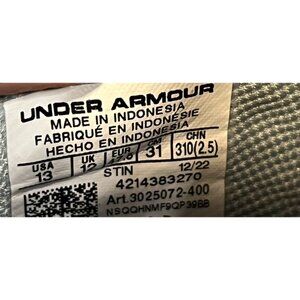 UNDER ARMOUR
MADE IN INDONESIA
FABRIQUÉ EN INDONÉSIE
HECHO EN INDONESIA
USA UK EUR CM CHN
13 12 31 310(2.5)
STIN 12/22
4214383270
Art.3025072-400
NSQQHNMF9QP39BB